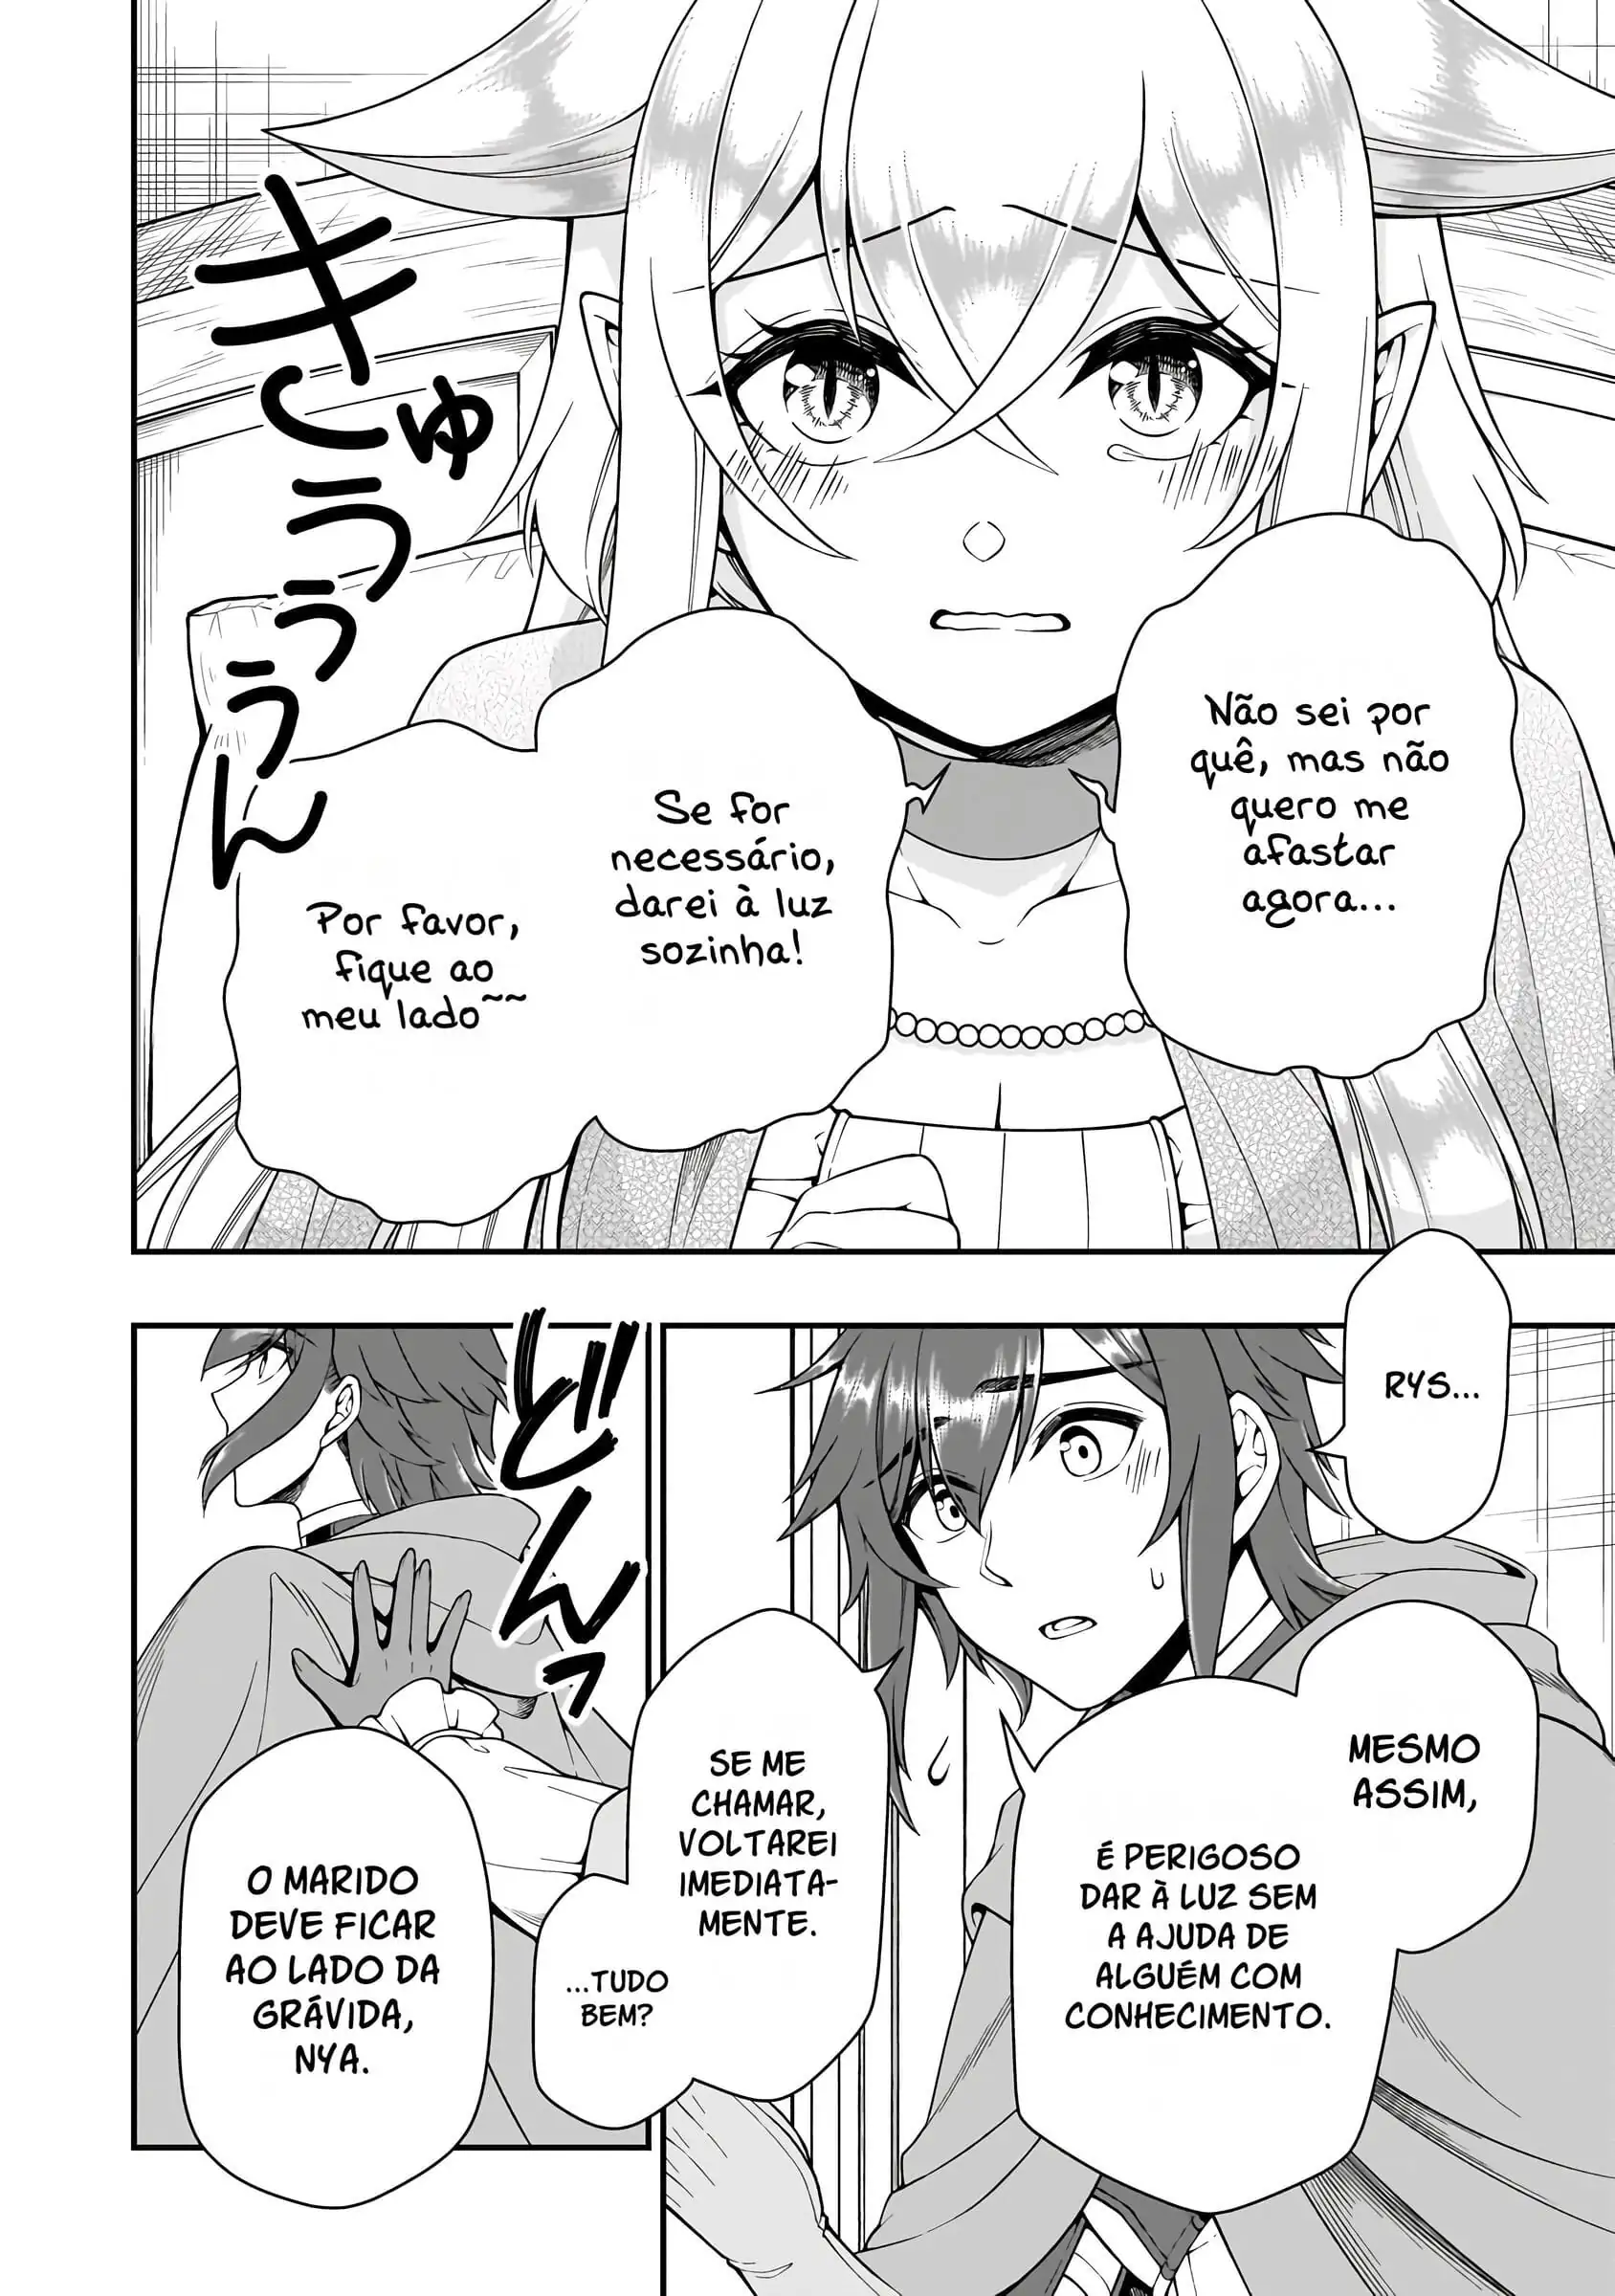 Não sei por
quê, mas não
quero me
afastar
agora...
Se for
necessário,
darei à luz
sozinha!
Por favor,
fique ao
meu lado~~
きゅうぅぅん
RYS...
MESMO
ASSIM,
É PERIGOSO
DAR À LUZ SEM
A AJUDA DE
ALGUÉM COM
CONHECIMENTO.
SE ME
CHAMAR,
VOLTAREI
IMEDIATA-
MENTE.
...TUDO
BEM?
どんっ
O MARIDO
DEVE FICAR
AO LADO DA
GRÁVIDA,
NYA.